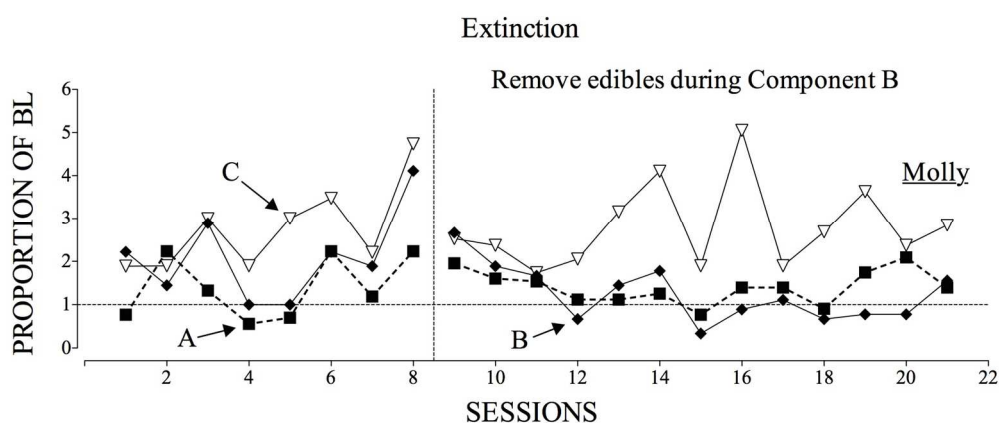 Extinction
Remove edibles during Component B
PROPORTION OF BL
6
5
4
3
2
1
0
C
A
B
Molly
2
4
6
8
10
12
14
16
18
20
22
SESSIONS